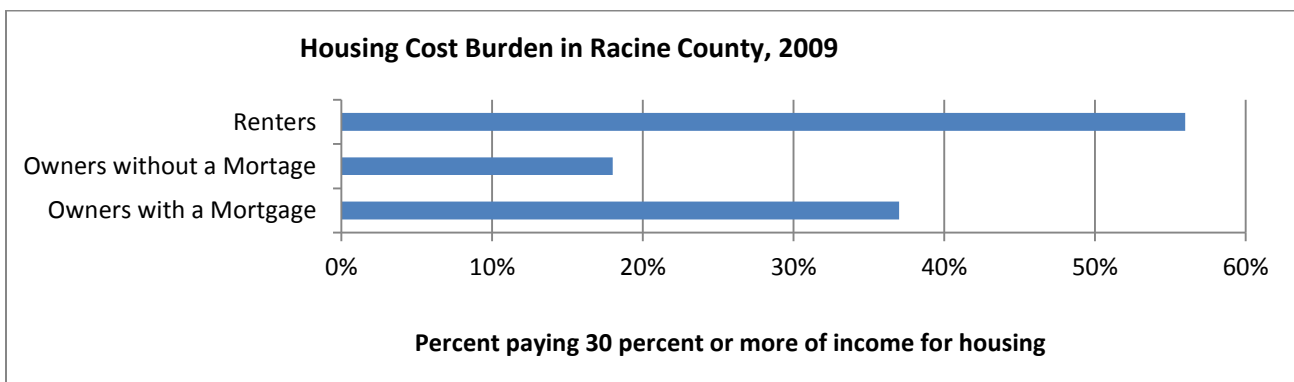 Housing Cost Burden in Racine County, 2009
Renters
Owners without a Mortage
Owners with a Mortgage
0% 10% 20% 30% 40% 50% 60%
Percent paying 30 percent or more of income for housing